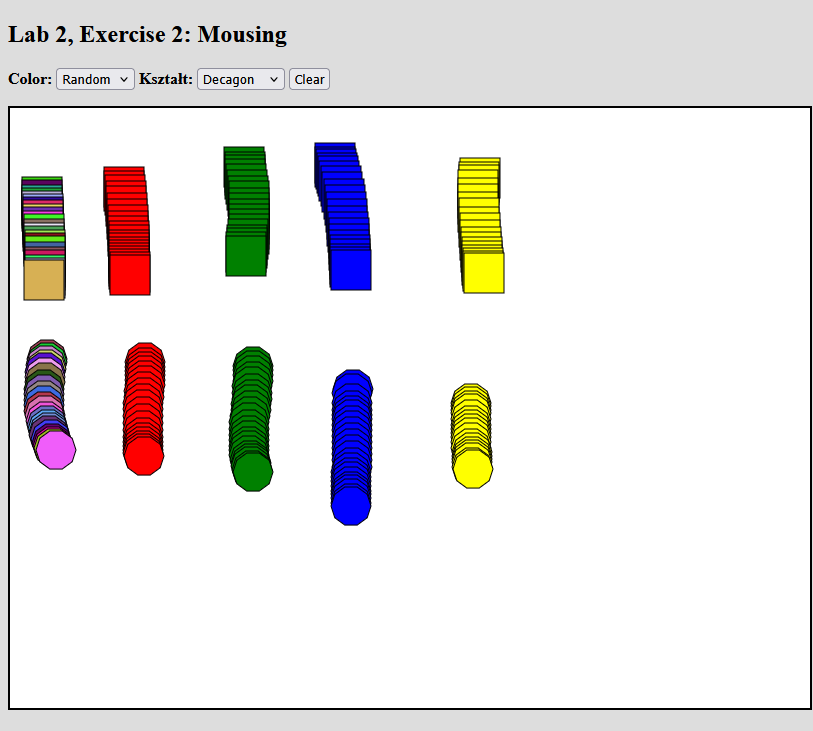 Lab 2, Exercise 2: Mousing
Color: Random Kształt: Decagon Clear